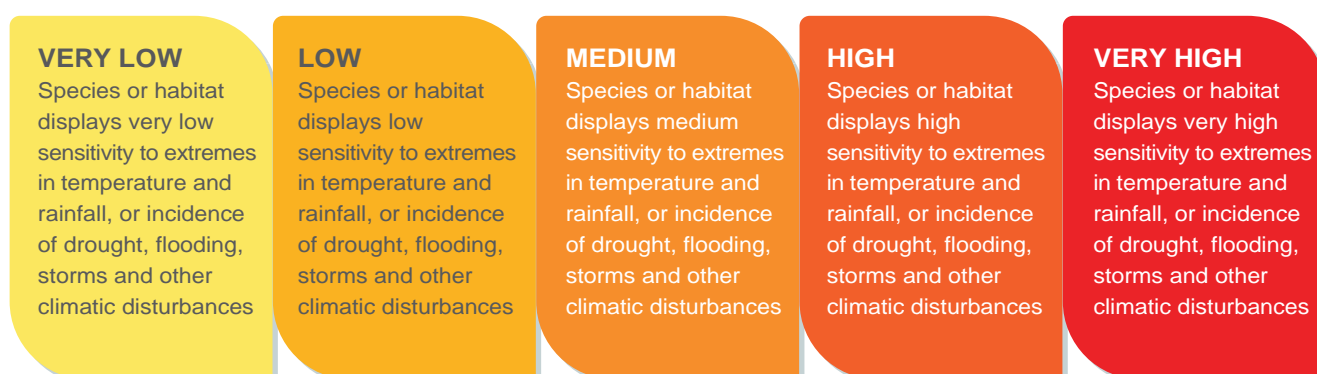 VERY LOW
Species or habitat
displays very low
sensitivity to extremes
in temperature and
rainfall, or incidence
of drought, flooding,
storms and other
climatic disturbances
LOW
Species or habitat
displays low
sensitivity to extremes
in temperature and
rainfall, or incidence
of drought, flooding,
storms and other
climatic disturbances
MEDIUM
Species or habitat
displays medium
sensitivity to extremes
in temperature and
rainfall, or incidence
of drought, flooding,
storms and other
climatic disturbances
HIGH
Species or habitat
displays high
sensitivity to extremes
in temperature and
rainfall, or incidence
of drought, flooding,
storms and other
climatic disturbances
VERY HIGH
Species or habitat
displays very high
sensitivity to extremes
in temperature and
rainfall, or incidence
of drought, flooding,
storms and other
climatic disturbances